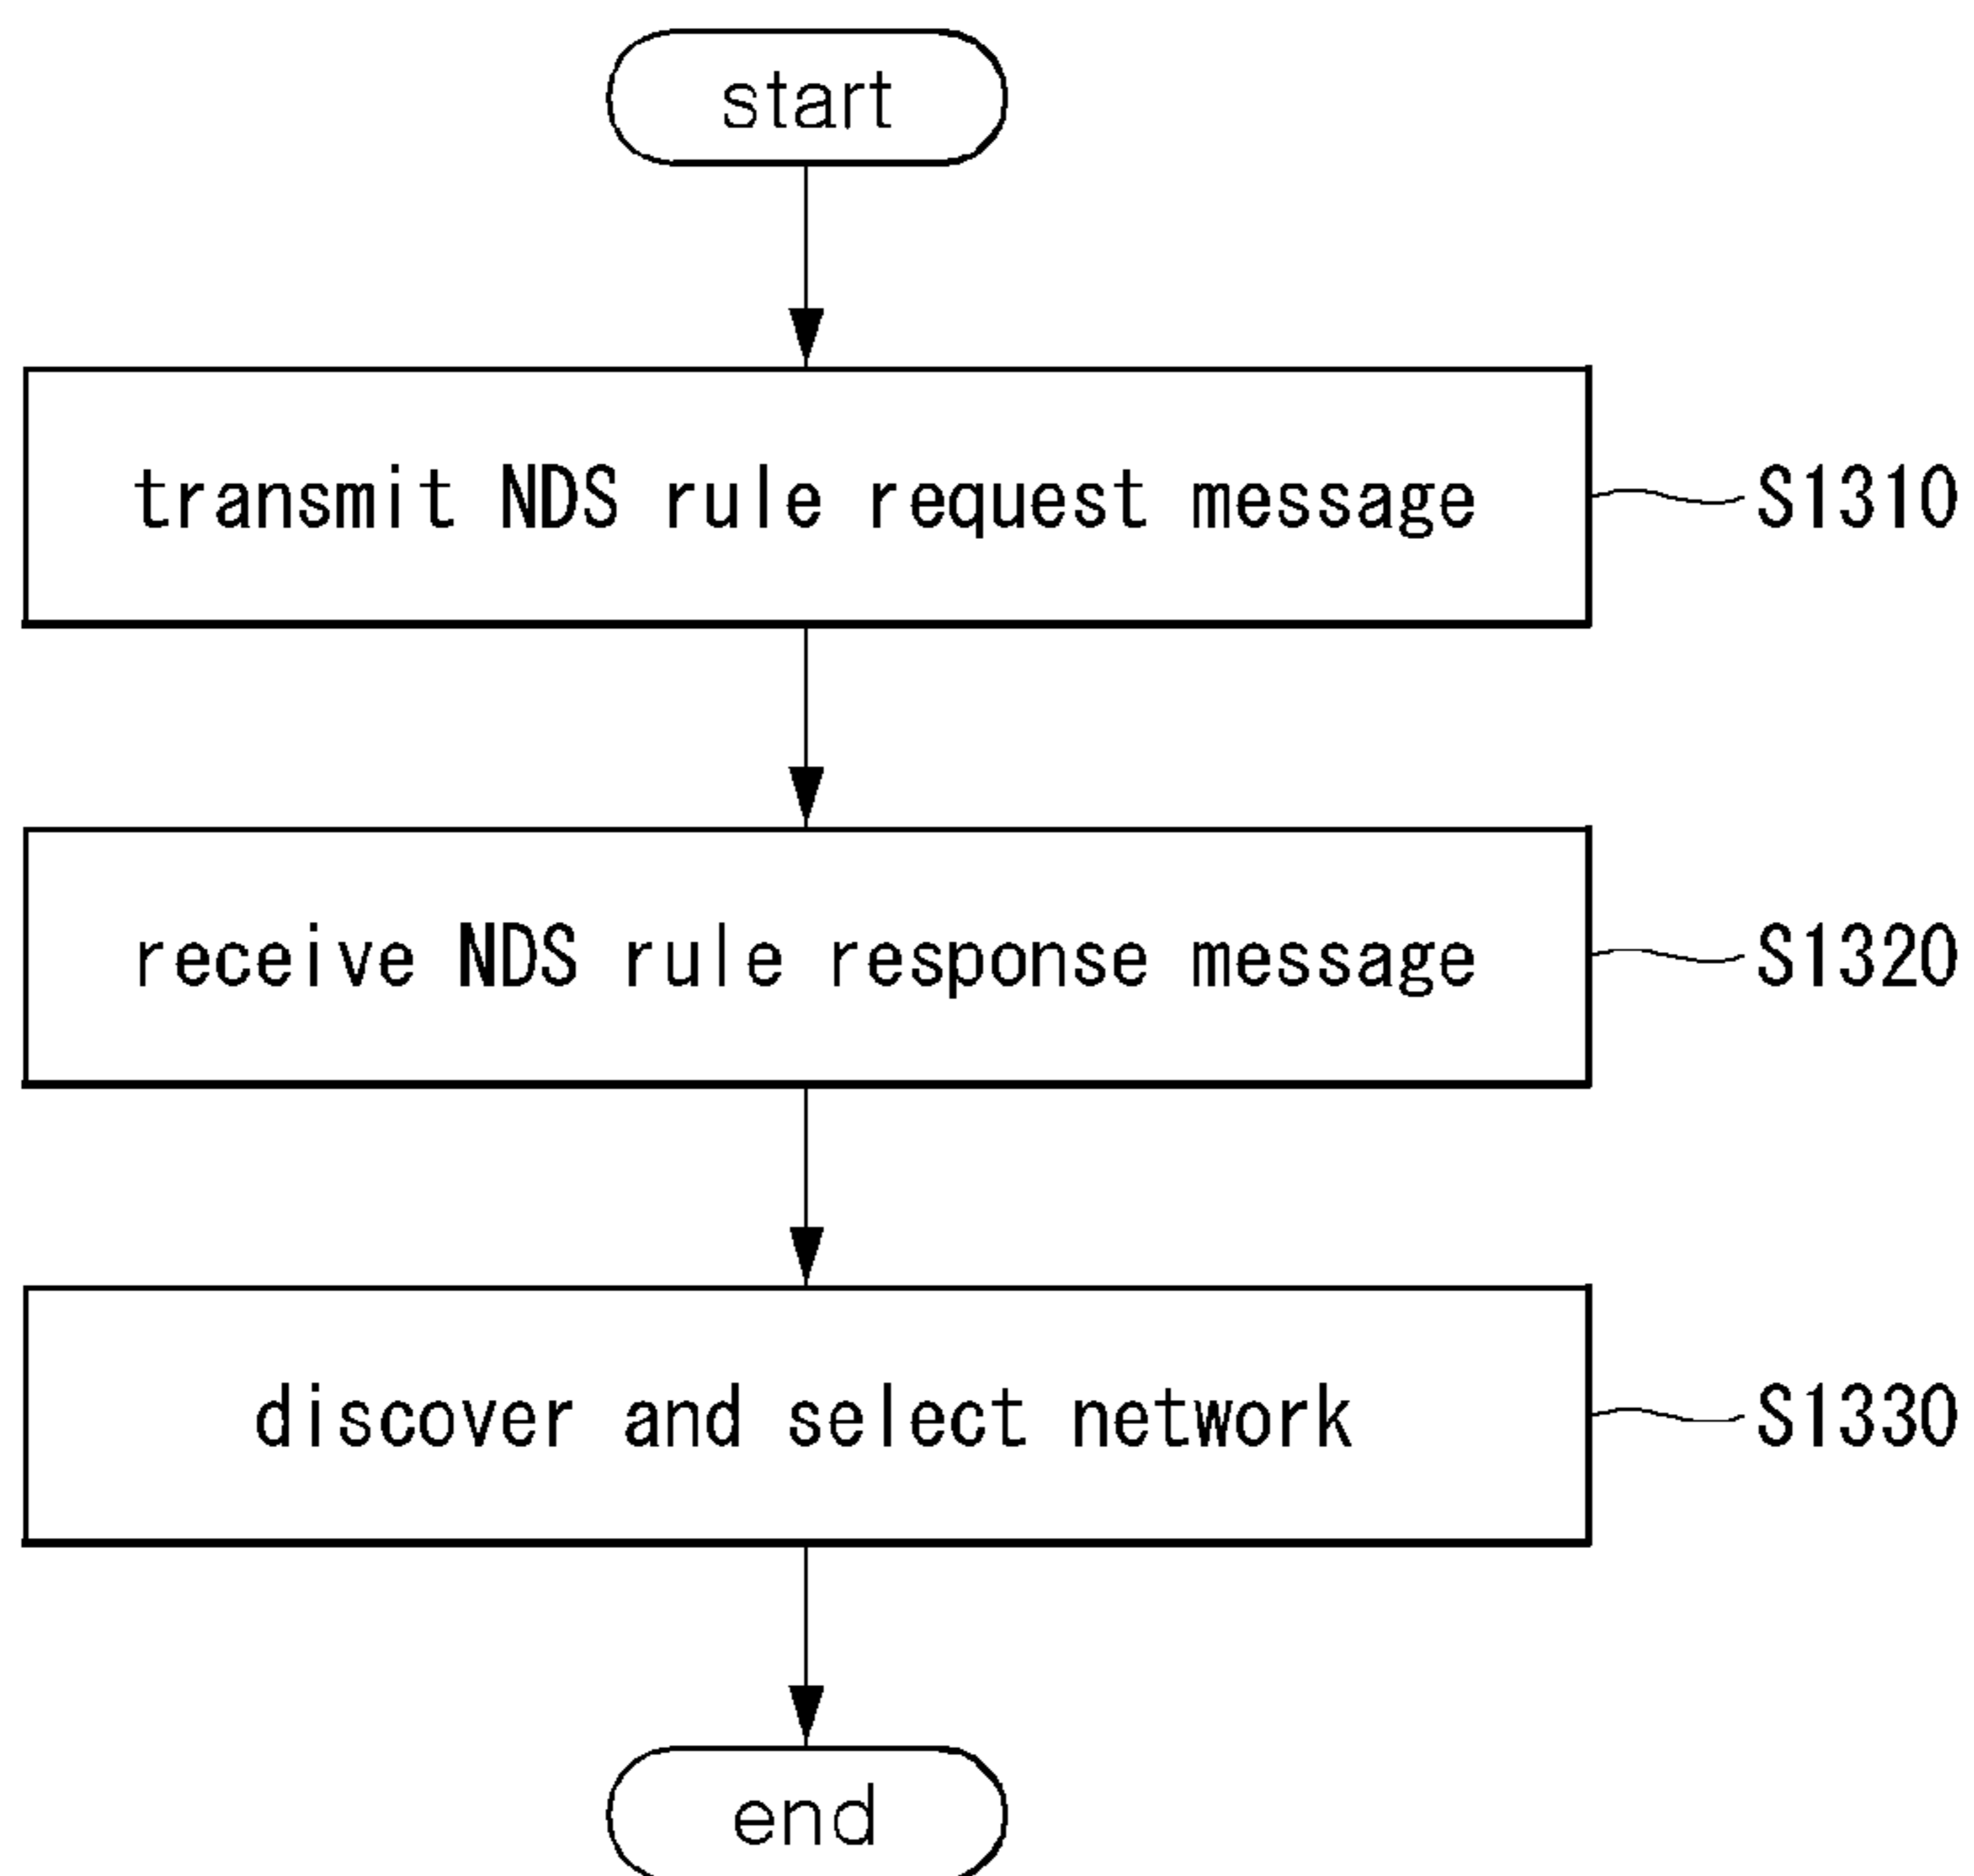 start
transmit NDS rule request message S1310
receive NDS rule response message S1320
discover and select network S1330
end